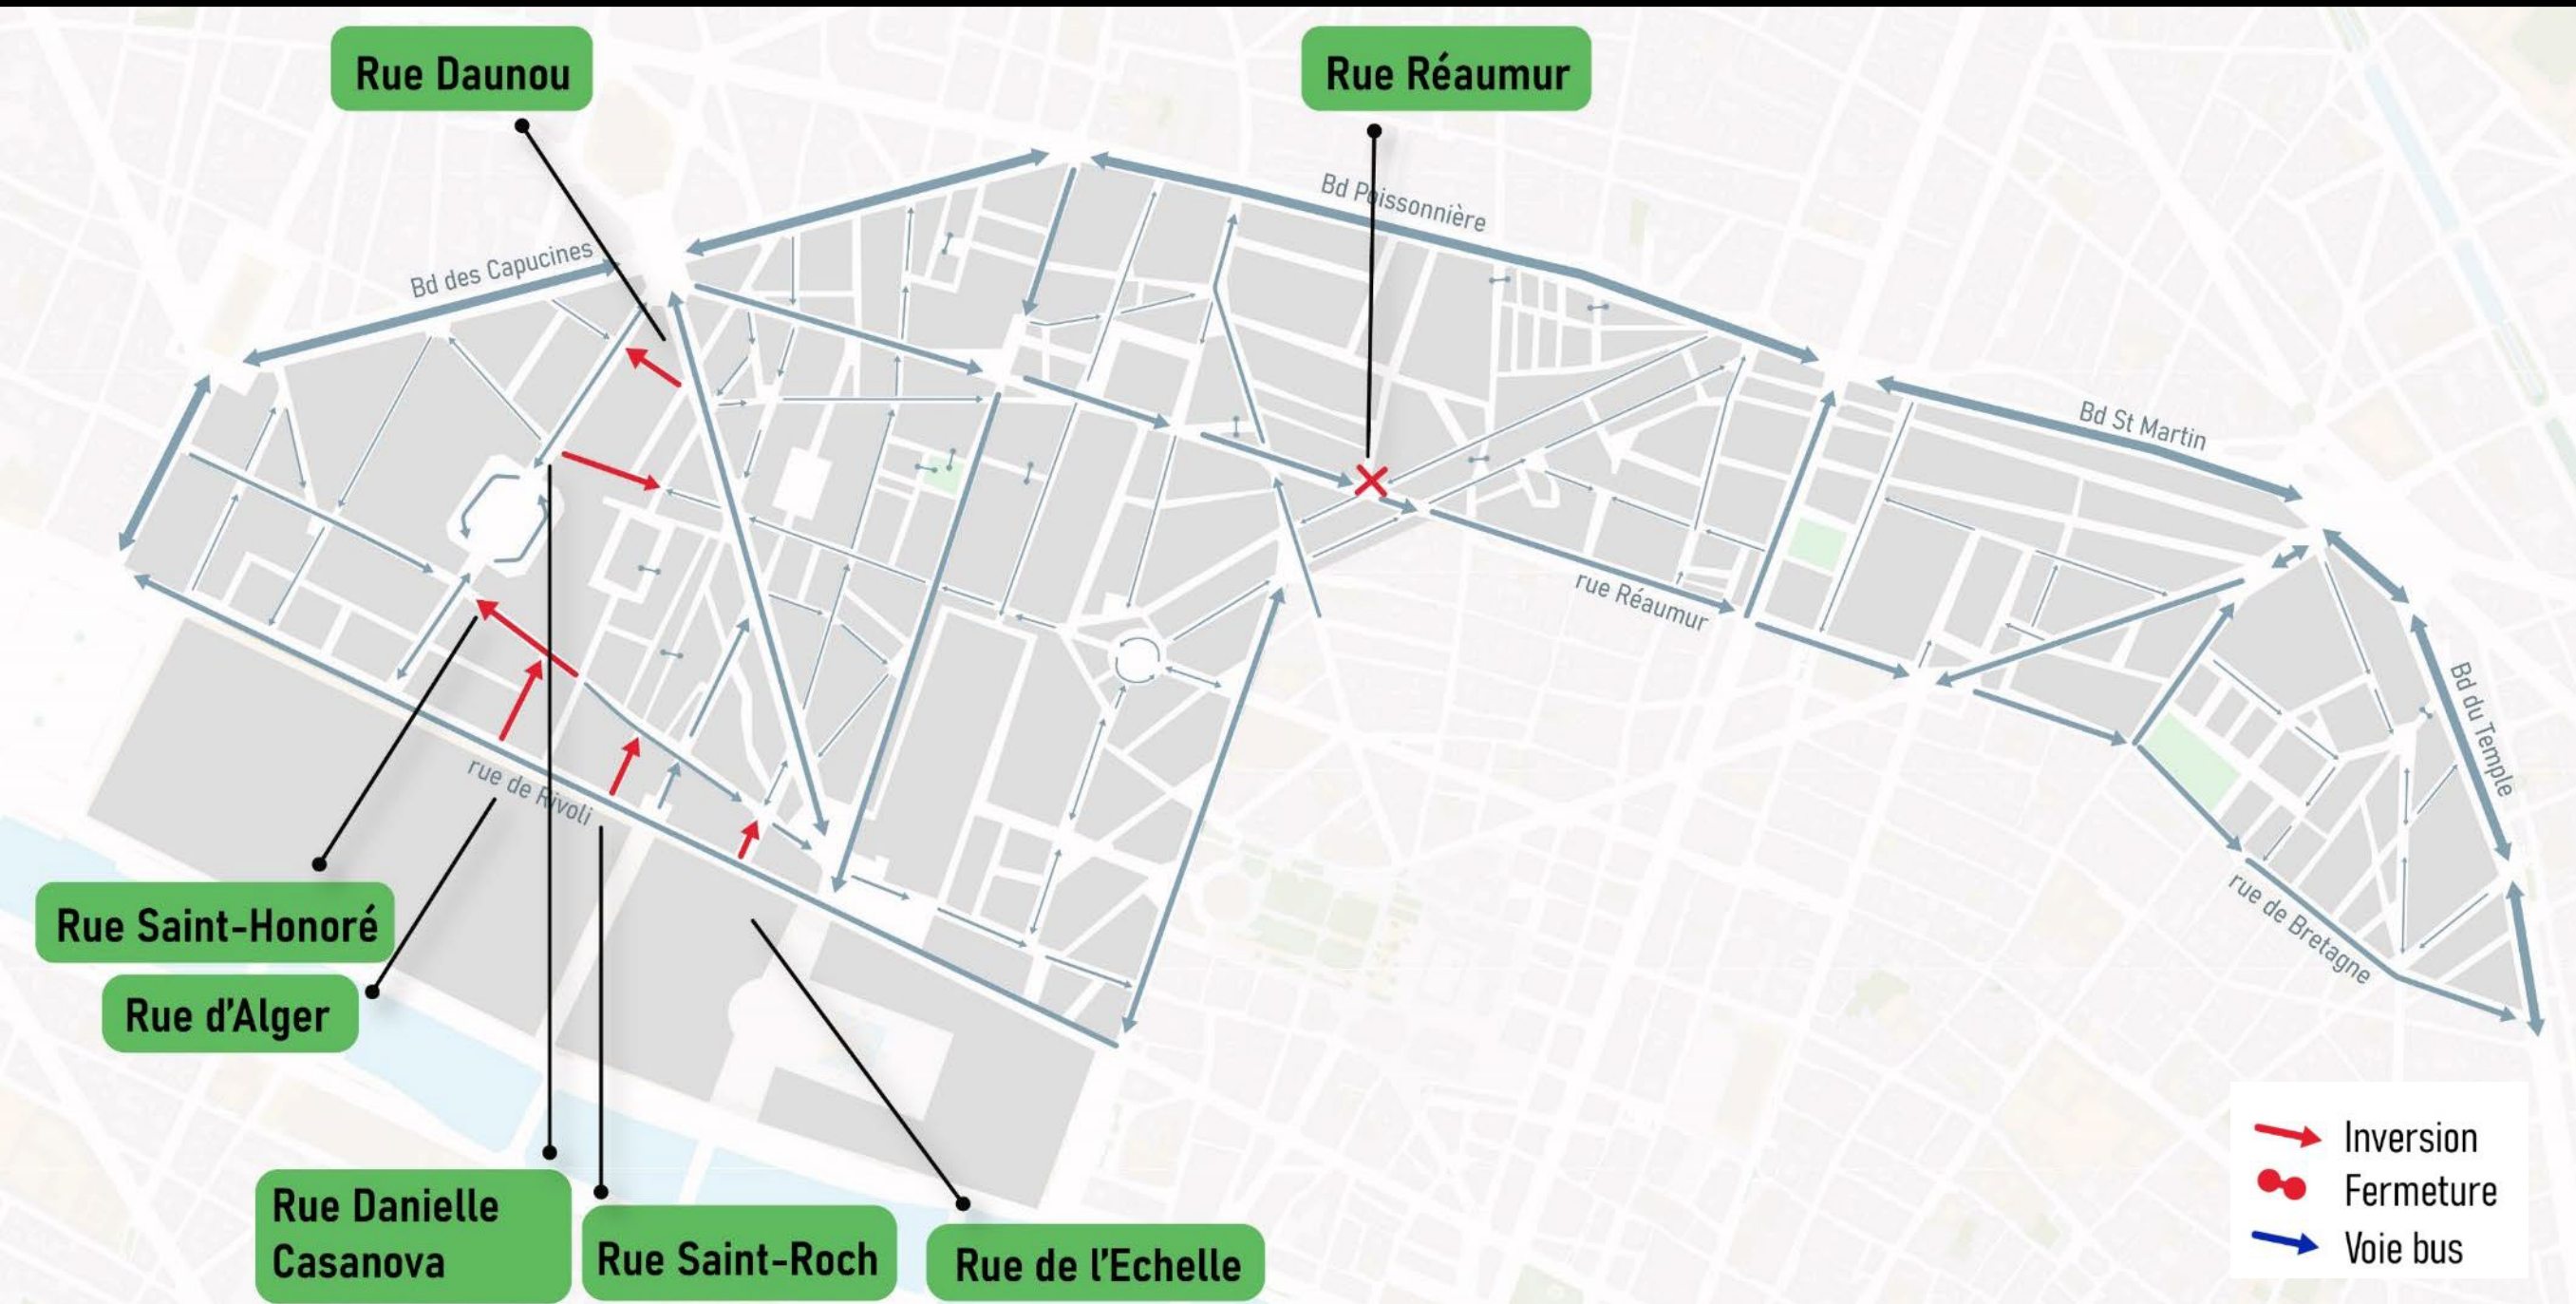 Rue Daunou
Rue Réaumur
Bd Poissonnière
Bd des Capucines
Bd St Martin
rue Réaumur
Bd du Temple
rue de Rivoli
rue de Bretagne
Rue Saint-Honoré
Rue d'Alger
Rue Danielle
Casanova
Rue Saint-Roch
Rue de l'Echelle
Inversion
Fermeture
Voie bus